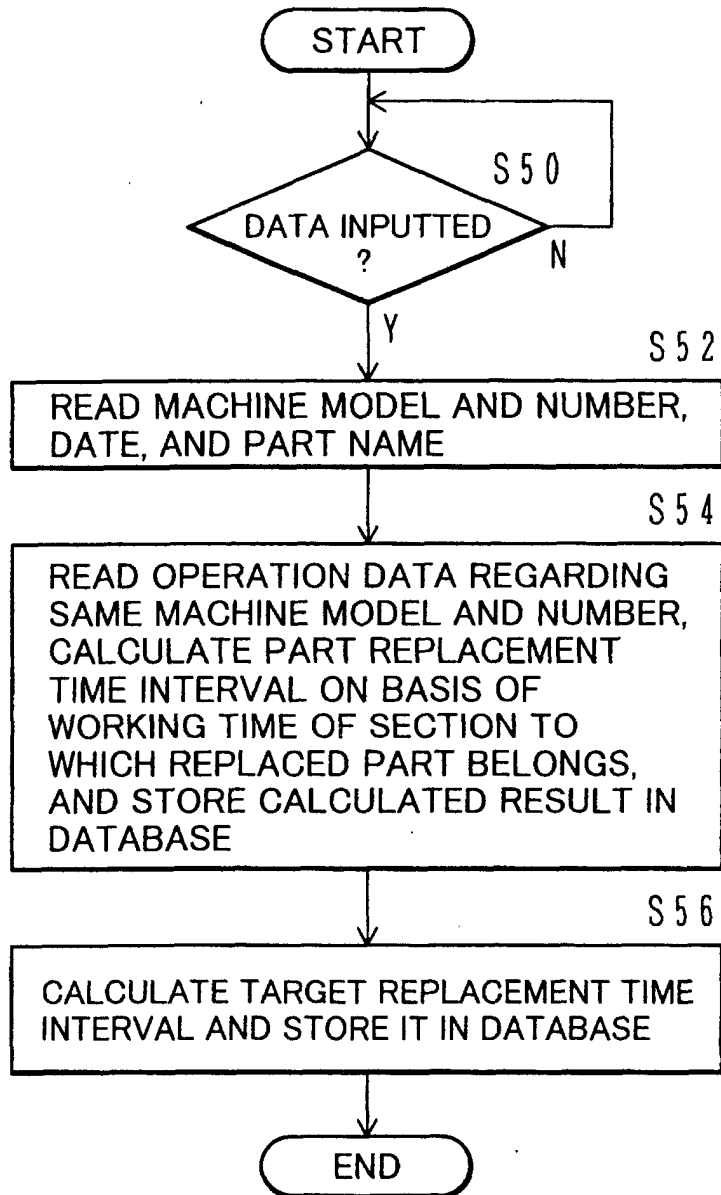 START
S50
DATA INPUTTED
?
N
Y
S52
READ MACHINE MODEL AND NUMBER,
DATE, AND PART NAME
S54
READ OPERATION DATA REGARDING
SAME MACHINE MODEL AND NUMBER,
CALCULATE PART REPLACEMENT
TIME INTERVAL ON BASIS OF
WORKING TIME OF SECTION TO
WHICH REPLACED PART BELONGS,
AND STORE CALCULATED RESULT IN
DATABASE
S56
CALCULATE TARGET REPLACEMENT TIME
INTERVAL AND STORE IT IN DATABASE
END